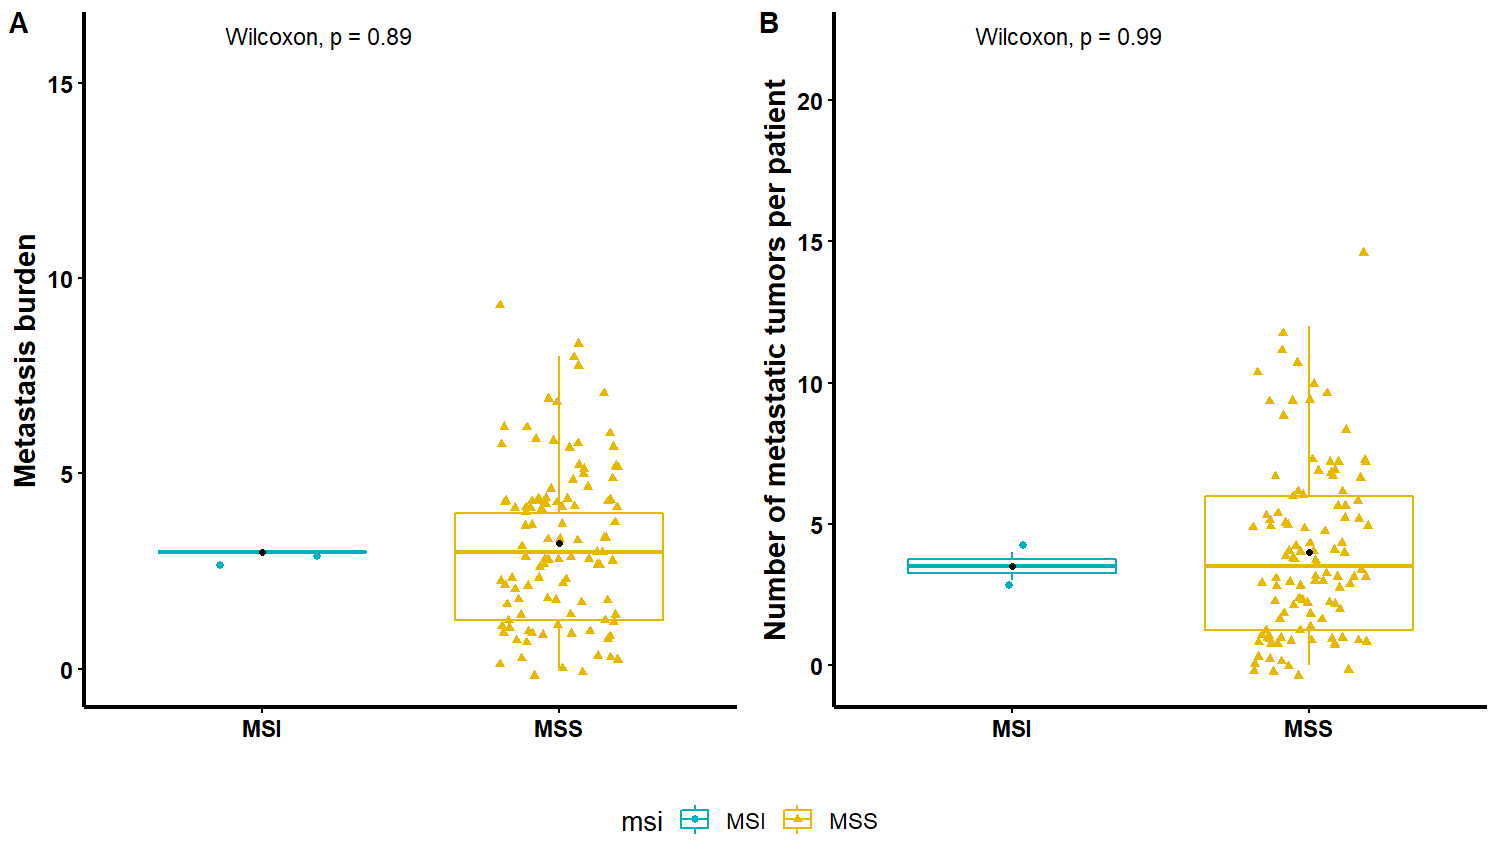 A
Wilcoxon, p = 0.89
Metastasis burden
15
10
5
0
MSI
MSS
B
Wilcoxon, p = 0.99
Number of metastatic tumors per patient
20
15
10
5
0
MSI
MSS
msi
MSI
MSS